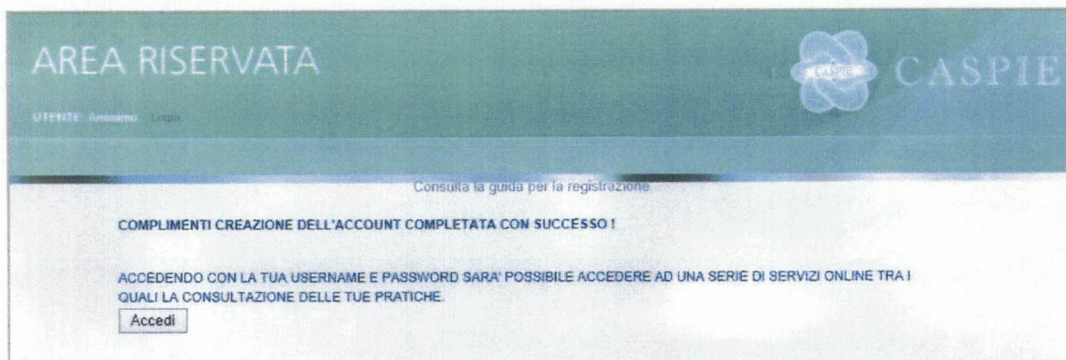 AREA RISERVATA
CASPIE
CASPIE
UTENTE: Anonimo Login
Consulta la guida per la registrazione
COMPLIMENTI CREAZIONE DELL'ACCOUNT COMPLETATA CON SUCCESSO !
ACCEDENDO CON LA TUA USERNAME E PASSWORD SARA' POSSIBILE ACCEDERE AD UNA SERIE DI SERVIZI ONLINE TRA I
QUALI LA CONSULTAZIONE DELLE TUE PRATICHE.
Accedi